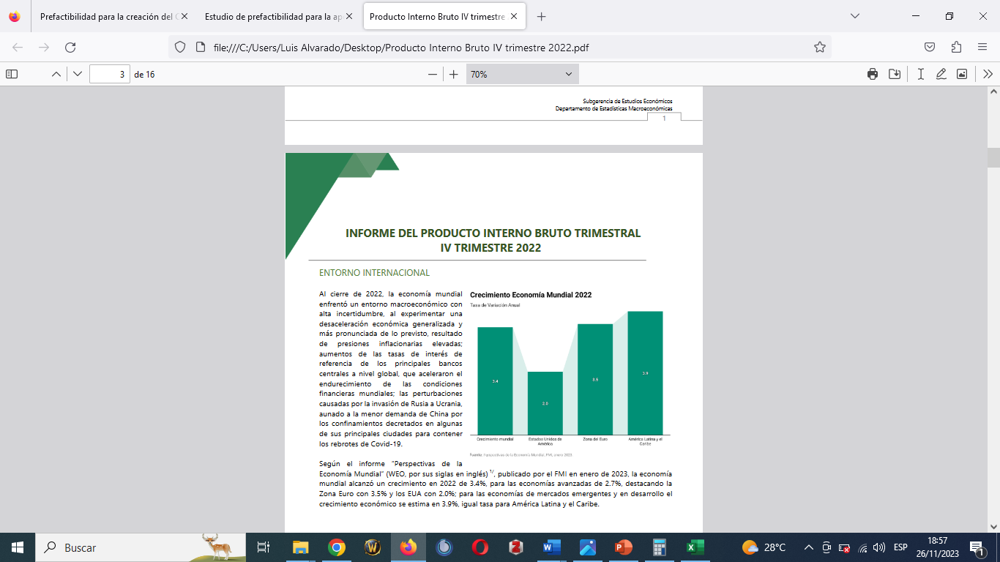 Prefactibilidad para la creación del C
Estudio de prefactibilidad para la ap
Producto Interno Bruto IV trimestre
file:///C:/Users/Luis Alvarado/Desktop/Producto Interno Bruto IV trimestre 2022.pdf
3 de 16
70%
Subgerencia de Estudios Económicos
Departamento de Estadísticas Macroeconómicas
1
INFORME DEL PRODUCTO INTERNO BRUTO TRIMESTRAL
IV TRIMESTRE 2022
ENTORNO INTERNACIONAL
Al cierre de 2022, la economía mundial
enfrentó un entorno macroeconómico con
alta incertidumbre, al experimentar una
desaceleración económica generalizada y
más pronunciada de lo previsto, resultado
de presiones inflacionarias elevadas;
aumentos de las tasas de interés de
referencia de los principales bancos
centrales a nivel global, que aceleraron el
endurecimiento de las condiciones
financieras mundiales; las perturbaciones
causadas por la invasión de Rusia a Ucrania,
aunado a la menor demanda de China por
los confinamientos decretados en algunas
de sus principales ciudades para contener
los rebrotes de Covid-19.
Crecimiento Economía Mundial 2022
Tasa de Variación Anual
3.4
2.0
3.5
3.9
Crecimiento mundial
Estados Unidos de
América
Zona del Euro
América Latina y el
Caribe
Fuente: Perspectivas de la Economía Mundial, FMI, enero 2023
Según el informe "Perspectivas de la
Economía Mundial" (WEO, por sus siglas en inglés) 1/, publicado por el FMI en enero de 2023, la economía
mundial alcanzó un crecimiento en 2022 de 3.4%, para las economías avanzadas de 2.7%, destacando la
Zona Euro con 3.5% y los EUA con 2.0%; para las economías de mercados emergentes y en desarrollo el
crecimiento económico se estima en 3.9%, igual tasa para América Latina y el Caribe.
Buscar
28°C
ESP
18:57
26/11/2023
1